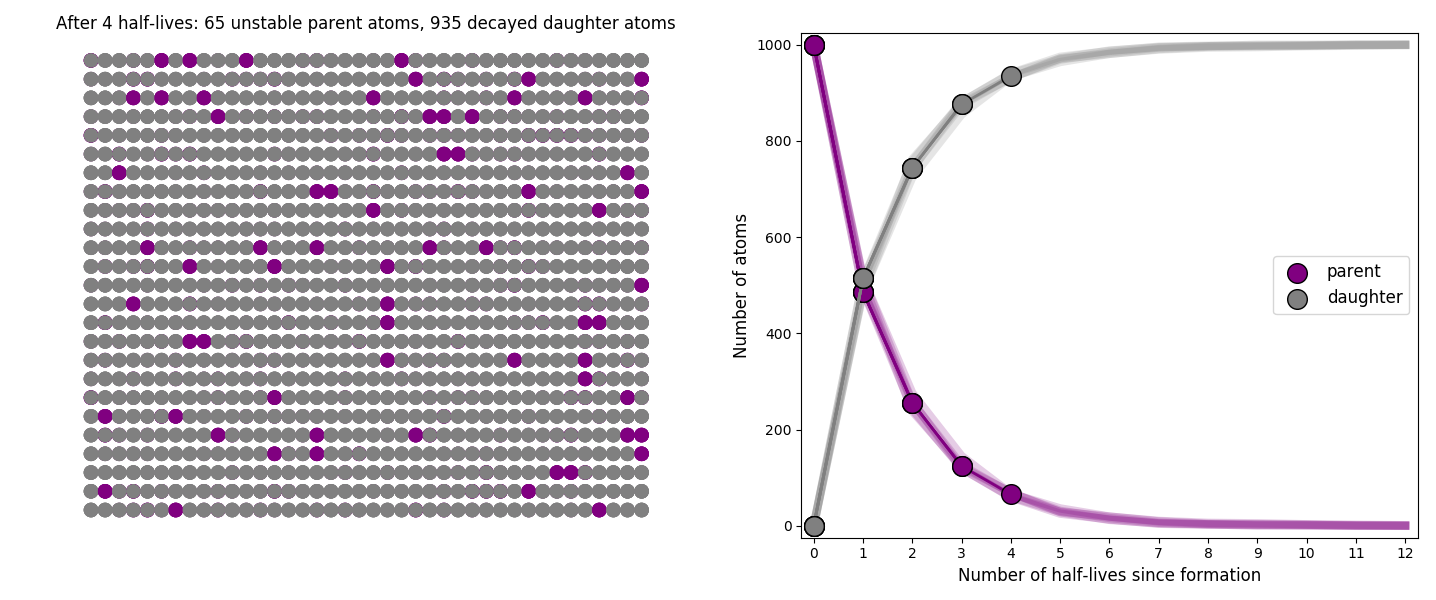 After 4 half-lives: 65 unstable parent atoms, 935 decayed daughter atoms
1000
800
600
400
200
0
Number of atoms
parent
daughter
0 1 2 3 4 5 6 7 8 9 10 11 12
Number of half-lives since formation